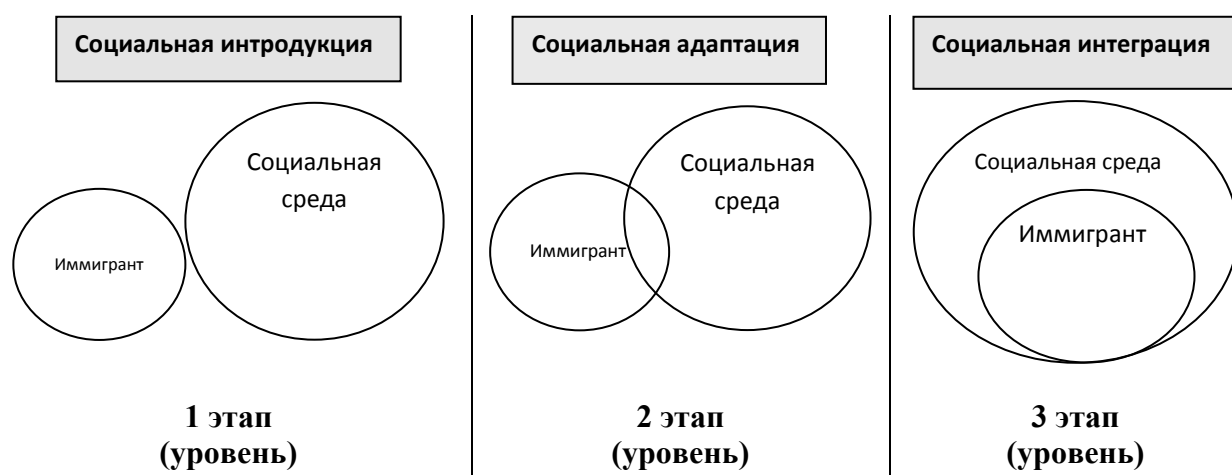 Социальная интродукция
Социальная
среда
Иммигрант
1 этап
(уровень)
Социальная адаптация
Социальная
среда
Иммигрант
2 этап
(уровень)
Социальная интеграция
Социальная среда
Иммигрант
3 этап
(уровень)